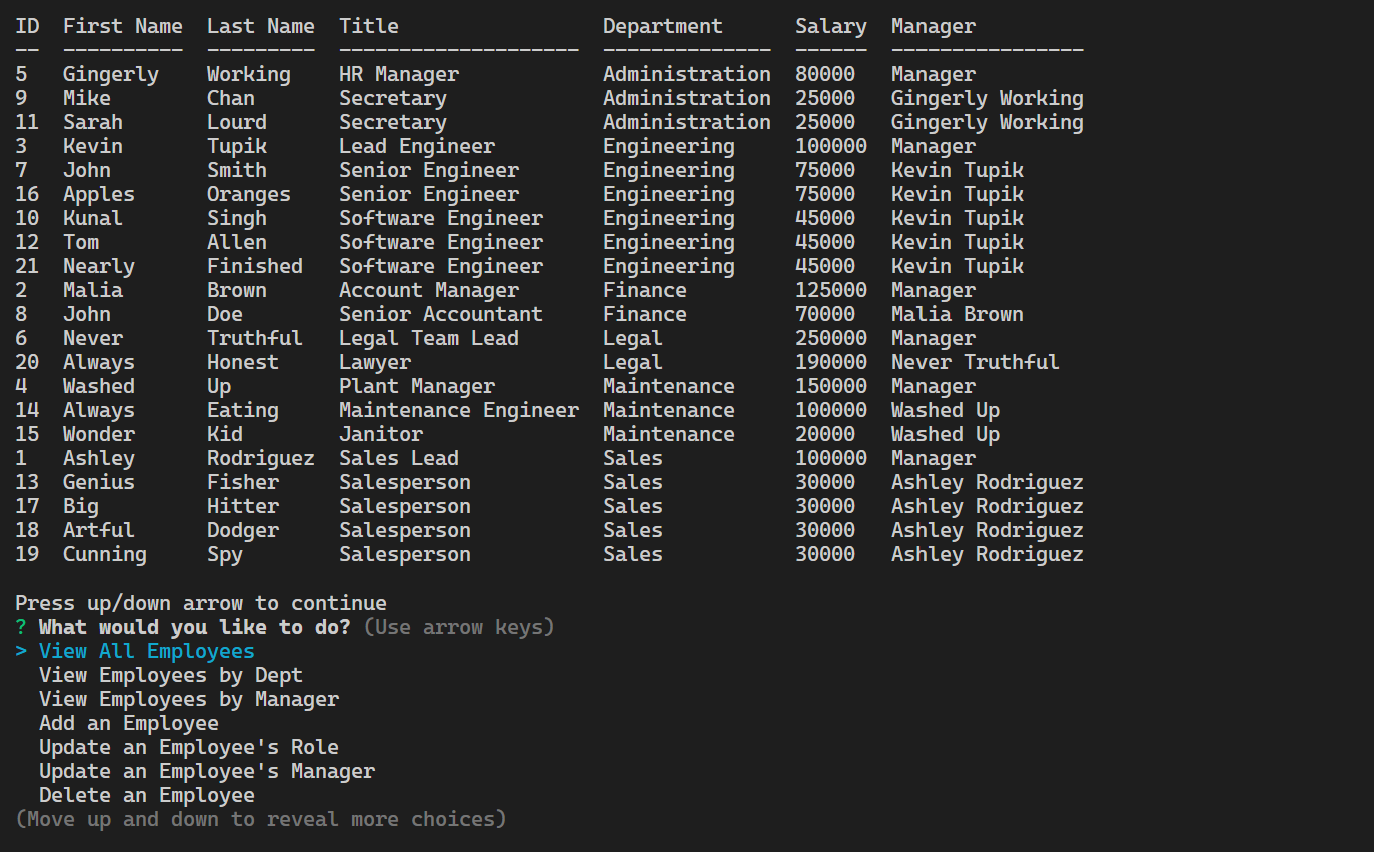 ID  First Name  Last Name  Title                 Department      Salary  Manager
--  ----------  ---------  --------------------  --------------  ------  ----------------
5   Gingerly    Working    HR Manager            Administration  80000   Manager
9   Mike        Chan       Secretary             Administration  25000   Gingerly Working
11  Sarah       Lourd      Secretary             Administration  25000   Gingerly Working
3   Kevin       Tupik      Lead Engineer         Engineering     100000  Manager
7   John        Smith      Senior Engineer       Engineering     75000   Kevin Tupik
16  Apples      Oranges    Senior Engineer       Engineering     75000   Kevin Tupik
10  Kunal       Singh      Software Engineer     Engineering     45000   Kevin Tupik
12  Tom         Allen      Software Engineer     Engineering     45000   Kevin Tupik
21  Nearly      Finished   Software Engineer     Engineering     45000   Kevin Tupik
2   Malia       Brown      Account Manager       Finance         125000  Manager
8   John        Doe        Senior Accountant     Finance         70000   Malia Brown
6   Never       Truthful   Legal Team Lead       Legal           250000  Manager
20  Always      Honest     Lawyer                Legal           190000  Never Truthful
4   Washed      Up         Plant Manager         Maintenance     150000  Manager
14  Always      Eating     Maintenance Engineer  Maintenance     100000  Washed Up
15  Wonder      Kid        Janitor               Maintenance     20000   Washed Up
1   Ashley      Rodriguez  Sales Lead            Sales           100000  Manager
13  Genius      Fisher     Salesperson           Sales           30000   Ashley Rodriguez
17  Big         Hitter     Salesperson           Sales           30000   Ashley Rodriguez
18  Artful      Dodger     Salesperson           Sales           30000   Ashley Rodriguez
19  Cunning     Spy        Salesperson           Sales           30000   Ashley Rodriguez

Press up/down arrow to continue
? What would you like to do? (Use arrow keys)
> View All Employees
  View Employees by Dept
  View Employees by Manager
  Add an Employee
  Update an Employee's Role
  Update an Employee's Manager
  Delete an Employee
(Move up and down to reveal more choices)